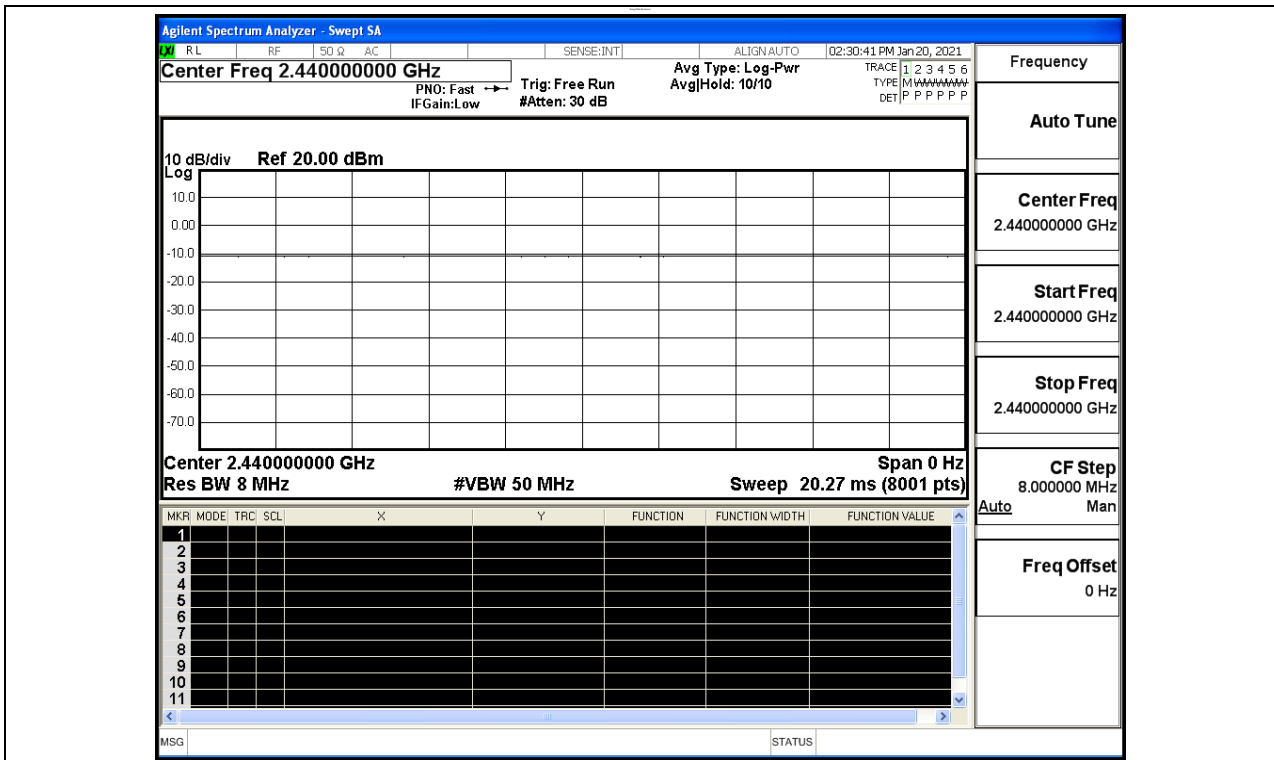 Agilent Spectrum Analyzer - Swept SA
LXI RL RF 50 Ω AC SENSE:INT ALIGN AUTO 02:30:41 PM Jan 20, 2021
Center Freq 2.440000000 GHz
PNO: Fast
IFGain:Low
Trig: Free Run
#Atten: 30 dB
Avg Type: Log-Pwr
Avg|Hold: 10/10
TRACE 1 2 3 4 5 6
TYPE M W W W W W
DET P P P P P P
10 dB/div Ref 20.00 dBm
Log
10.0
0.00
-10.0
-20.0
-30.0
-40.0
-50.0
-60.0
-70.0
Center 2.440000000 GHz Span 0 Hz
Res BW 8 MHz #VBW 50 MHz Sweep 20.27 ms (8001 pts)
MKR MODE TRC SCL X Y FUNCTION FUNCTION WIDTH FUNCTION VALUE
1
2
3
4
5
6
7
8
9
10
11
MSG STATUS
Frequency
Auto Tune
Center Freq
2.440000000 GHz
Start Freq
2.440000000 GHz
Stop Freq
2.440000000 GHz
CF Step
8.000000 MHz
Auto Man
Freq Offset
0 Hz